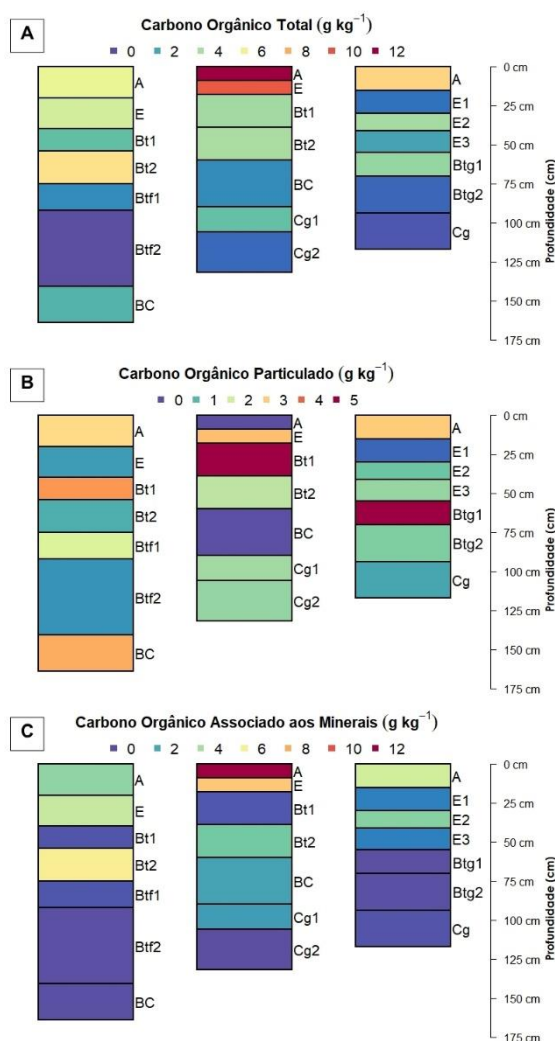 A
Carbono Orgânico Total (g kg⁻¹)
0 2 4 6 8 10 12
A E Bt1 Bt2 Btf1 Btf2 BC
A E Bt1 Bt2 BC Cg1 Cg2
A E1 E2 E3 Btg1 Btg2 Cg
0 cm
25 cm
50 cm
75 cm
100 cm
125 cm
150 cm
175 cm
Profundidade (cm)
B
Carbono Orgânico Particulado (g kg⁻¹)
0 1 2 3 4 5
A E Bt1 Bt2 Btf1 Btf2 BC
A E Bt1 Bt2 BC Cg1 Cg2
A E1 E2 E3 Btg1 Btg2 Cg
0 cm
25 cm
50 cm
75 cm
100 cm
125 cm
150 cm
175 cm
Profundidade (cm)
C
Carbono Orgânico Associado aos Minerais (g kg⁻¹)
0 2 4 6 8 10 12
A E Bt1 Bt2 Btf1 Btf2 BC
A E Bt1 Bt2 BC Cg1 Cg2
A E1 E2 E3 Btg1 Btg2 Cg
0 cm
25 cm
50 cm
75 cm
100 cm
125 cm
150 cm
175 cm
Profundidade (cm)